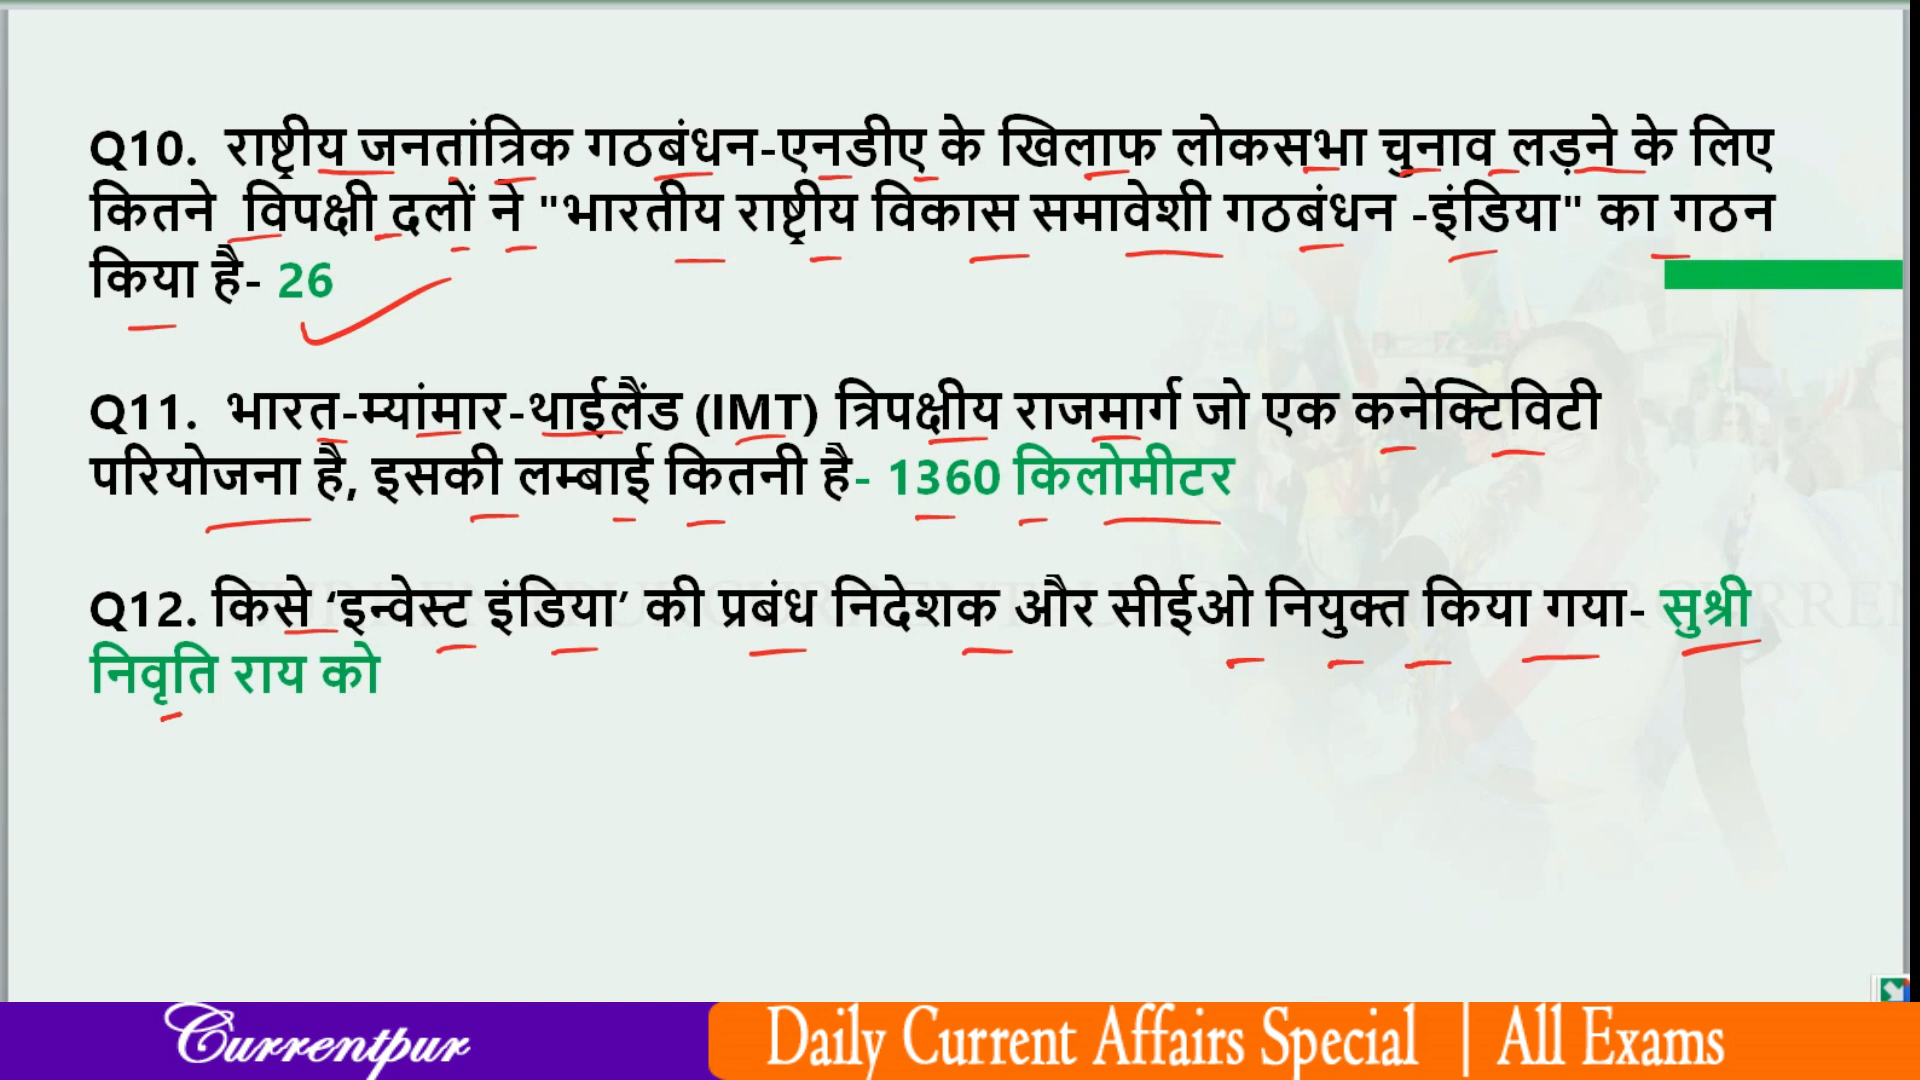 Q10. राष्ट्रीय जनतांत्रिक गठबंधन-एनडीए के खिलाफ लोकसभा चुनाव लड़ने के लिए
कितने विपक्षी दलों ने "भारतीय राष्ट्रीय विकास समावेशी गठबंधन -इंडिया" का गठन
किया है- 26
Q11. भारत-म्यांमार-थाईलैंड (IMT) त्रिपक्षीय राजमार्ग जो एक कनेक्टिविटी
परियोजना है, इसकी लम्बाई कितनी है- 1360 किलोमीटर
Q12. किसे ‘इन्वेस्ट इंडिया’ की प्रबंध निदेशक और सीईओ नियुक्त किया गया- सुश्री
निवृति राय को
Currentpur
Daily Current Affairs Special | All Exams